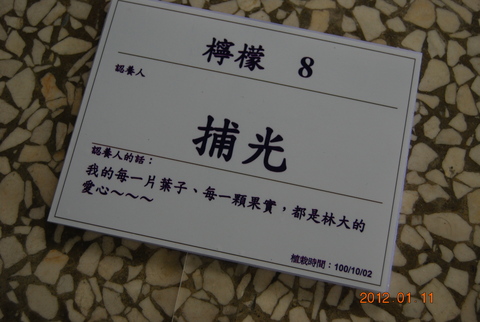 檸檬 8
認養人
捕光
認養人的話：
我的每一片葉子、每一顆果實，都是林大的
愛心～～～
植栽時間：100/10/02
2012 01 11